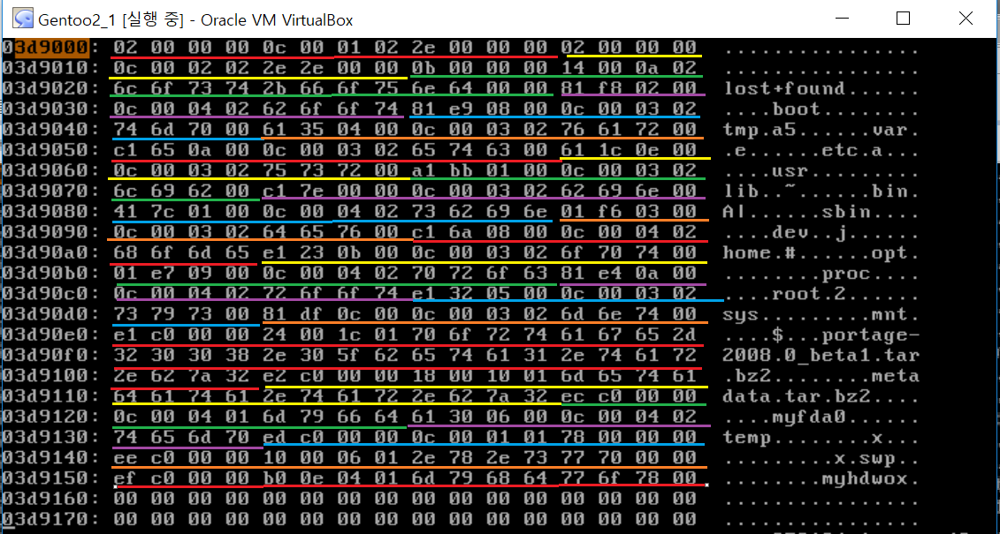 Gentoo2_1 [실행 중] - Oracle VM VirtualBox
03d9000: 02 00 00 00 0c 00 01 02 2e 00 00 00 02 00 00 00 ................
03d9010: 0c 00 02 02 2e 2e 00 00 0b 00 00 00 14 00 0a 02 ................
03d9020: 6c 6f 73 74 2b 66 6f 75 6e 64 00 00 81 f8 02 00 lost+found......
03d9030: 0c 00 04 02 62 6f 6f 74 81 e9 08 00 0c 00 03 02 ....boot........
03d9040: 74 6d 70 00 61 35 04 00 0c 00 03 02 76 61 72 00 tmp.a5......var.
03d9050: c1 65 0a 00 0c 00 03 02 65 74 63 00 61 1c 0e 00 .e......etc.a...
03d9060: 0c 00 03 02 75 73 72 00 a1 bb 01 00 0c 00 03 02 ....usr.........
03d9070: 6c 69 62 00 c1 7e 00 00 0c 00 03 02 62 69 6e 00 lib..~......bin.
03d9080: 41 7c 01 00 0c 00 04 02 73 62 69 6e 01 f6 03 00 A|......sbin....
03d9090: 0c 00 03 02 64 65 76 00 c1 6a 08 00 0c 00 04 02 ....dev..j......
03d90a0: 68 6f 6d 65 e1 23 0b 00 0c 00 03 02 6f 70 74 00 home.#......opt.
03d90b0: 01 e7 09 00 0c 00 04 02 70 72 6f 63 81 e4 0a 00 ........proc....
03d90c0: 0c 00 04 02 72 6f 6f 74 e1 32 05 00 0c 00 03 02 ....root.2......
03d90d0: 73 79 73 00 81 df 0c 00 0c 00 03 02 6d 6e 74 00 sys.........mnt.
03d90e0: e1 c0 00 00 24 00 1c 01 70 6f 72 74 61 67 65 2d ....$...portage-
03d90f0: 32 30 30 38 2e 30 5f 62 65 74 61 31 2e 74 61 72 2008.0_beta1.tar
03d9100: 2e 62 7a 32 e2 c0 00 00 18 00 10 01 6d 65 74 61 .bz2........meta
03d9110: 64 61 74 61 2e 74 61 72 2e 62 7a 32 ec c0 00 00 data.tar.bz2....
03d9120: 0c 00 04 01 6d 79 66 64 61 30 06 00 0c 00 04 02 ....myfda0......
03d9130: 74 65 6d 70 ed c0 00 00 0c 00 01 01 78 00 00 00 temp........x...
03d9140: ee c0 00 00 10 00 06 01 2e 78 2e 73 77 70 00 00 .........x.swp..
03d9150: ef c0 00 00 b0 0e 04 01 6d 79 68 64 77 6f 78 00 ........myhdwox.
03d9160: 00 00 00 00 00 00 00 00 00 00 00 00 00 00 00 00 ................
03d9170: 00 00 00 00 00 00 00 00 00 00 00 00 00 00 00 00 ................